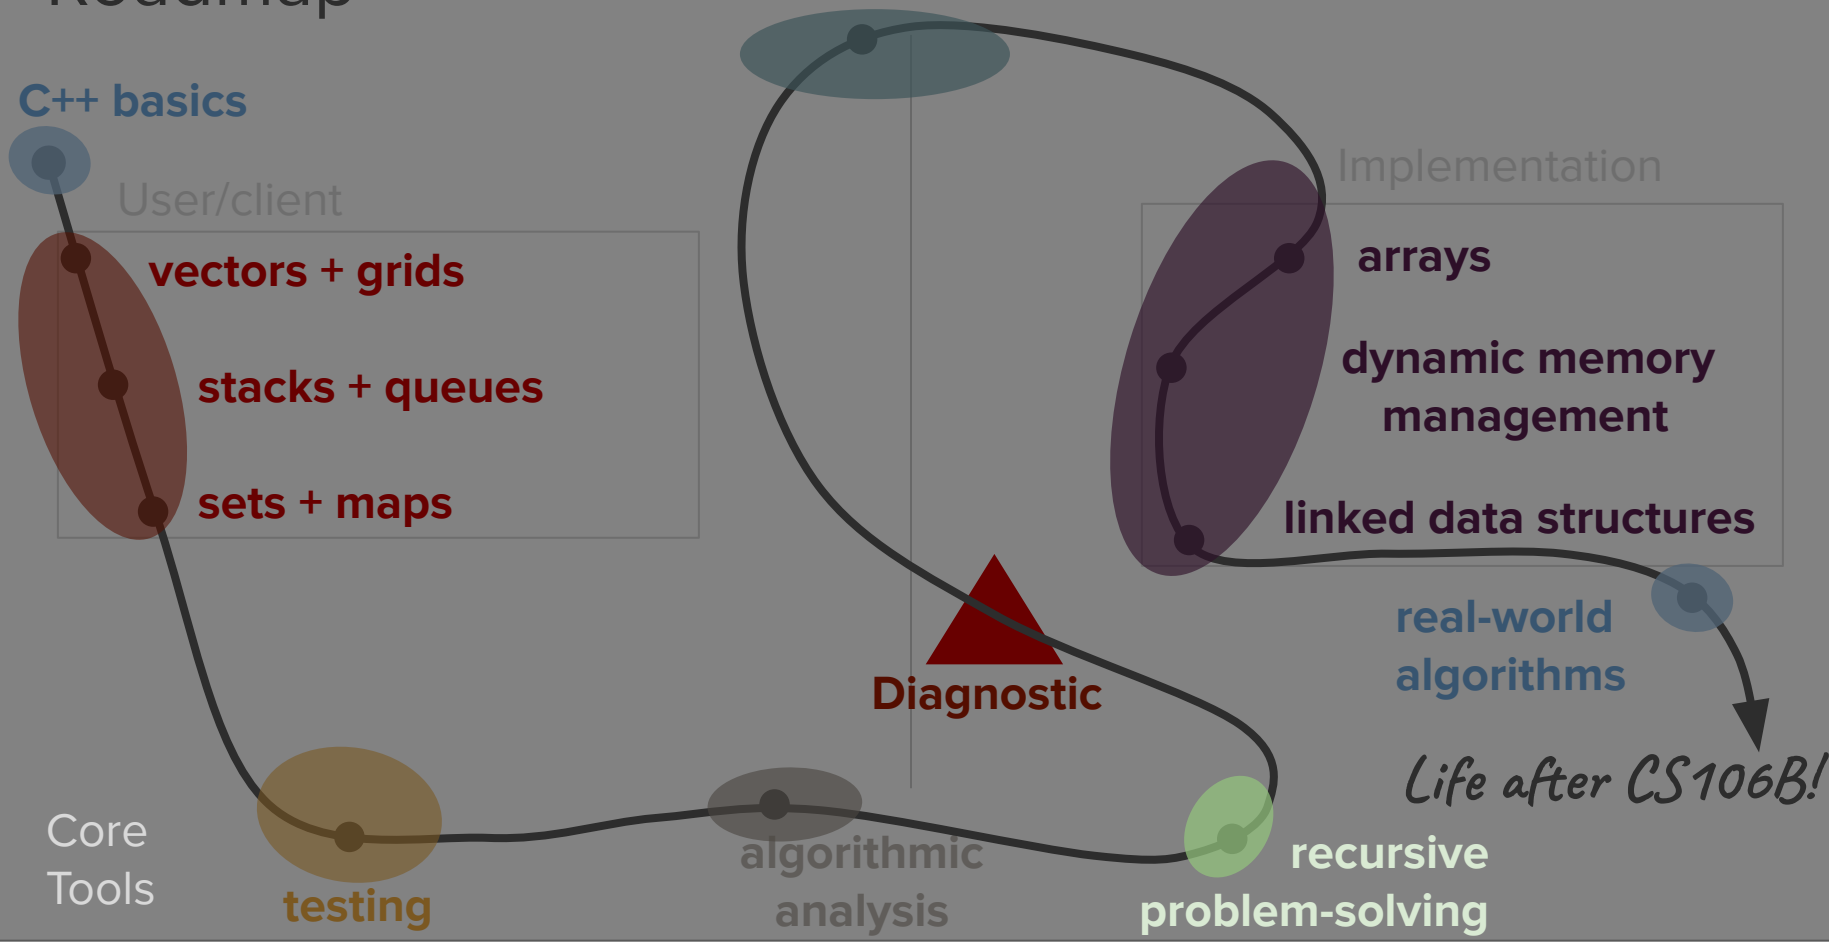 Roadmap
C++ basics
User/client
vectors + grids
stacks + queues
sets + maps
Implementation
arrays
dynamic memory
management
linked data structures
real-world
algorithms
Diagnostic
Life after CS106B!
Core
Tools
testing
algorithmic
analysis
recursive
problem-solving